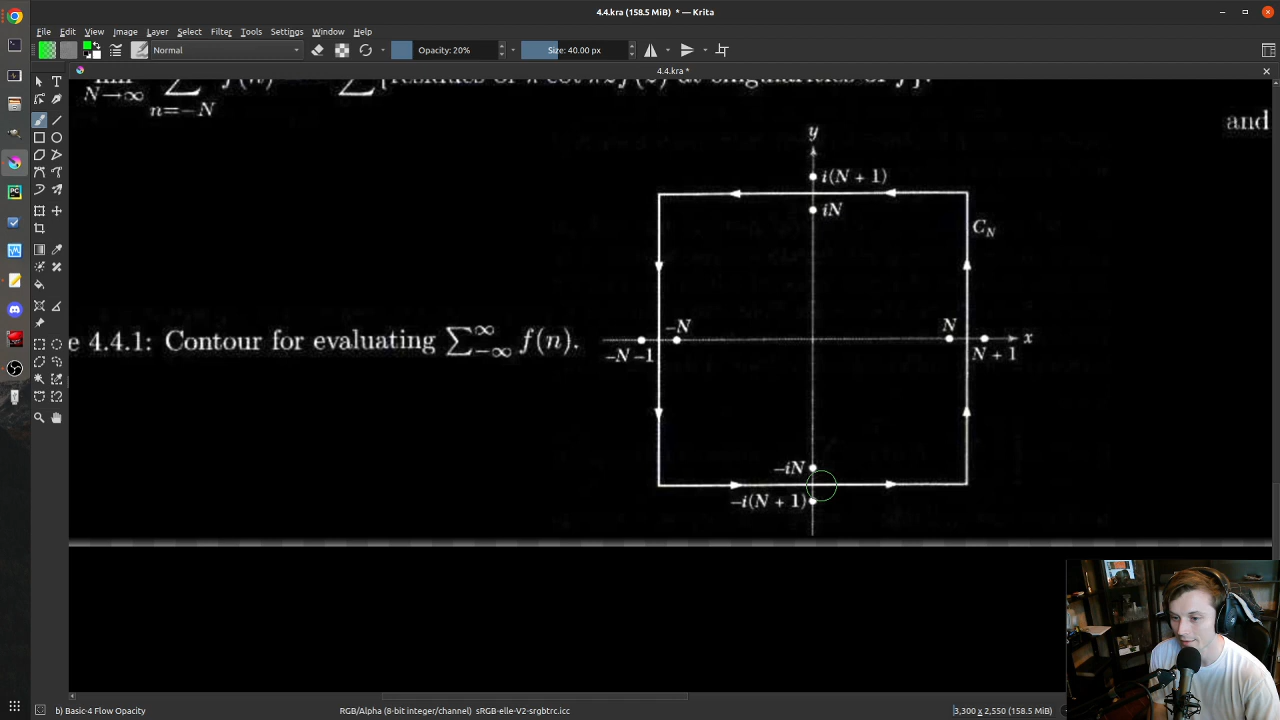 4.4.kra (158.5 MiB) * — Krita
File Edit View Image Layer Select Filter Tools Settings Window Help
Normal Opacity: 20% Size: 40.00 px
4.4.kra *
N→∞ n=−N
and
y
i(N + 1)
iN
C_N
e 4.4.1: Contour for evaluating ∑_{−∞}^{∞} f(n).
−N N x
−N −1 N + 1
−iN
−i(N + 1)
b) Basic-4 Flow Opacity RGB/Alpha (8-bit integer/channel) sRGB-elle-V2-srgbtrc.icc 3,300 x 2,550 (158.5 MiB)